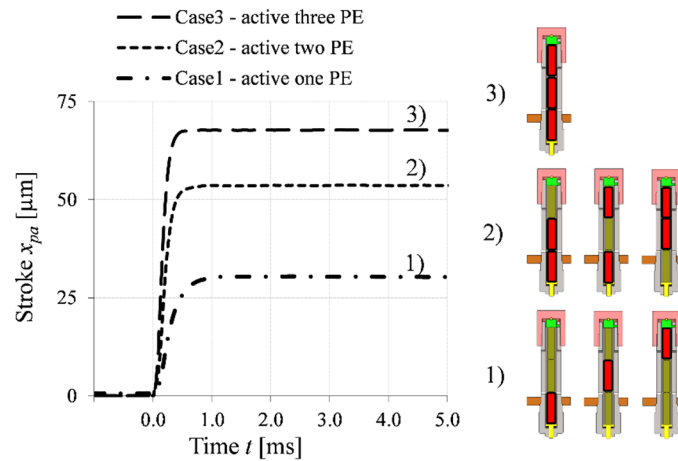 Case3 - active three PE
Case2 - active two PE
Case1 - active one PE
75
50
25
0
Stroke xₚₐ [μm]
3)
2)
1)
0.0 1.0 2.0 3.0 4.0 5.0
Time t [ms]
3)
2)
1)